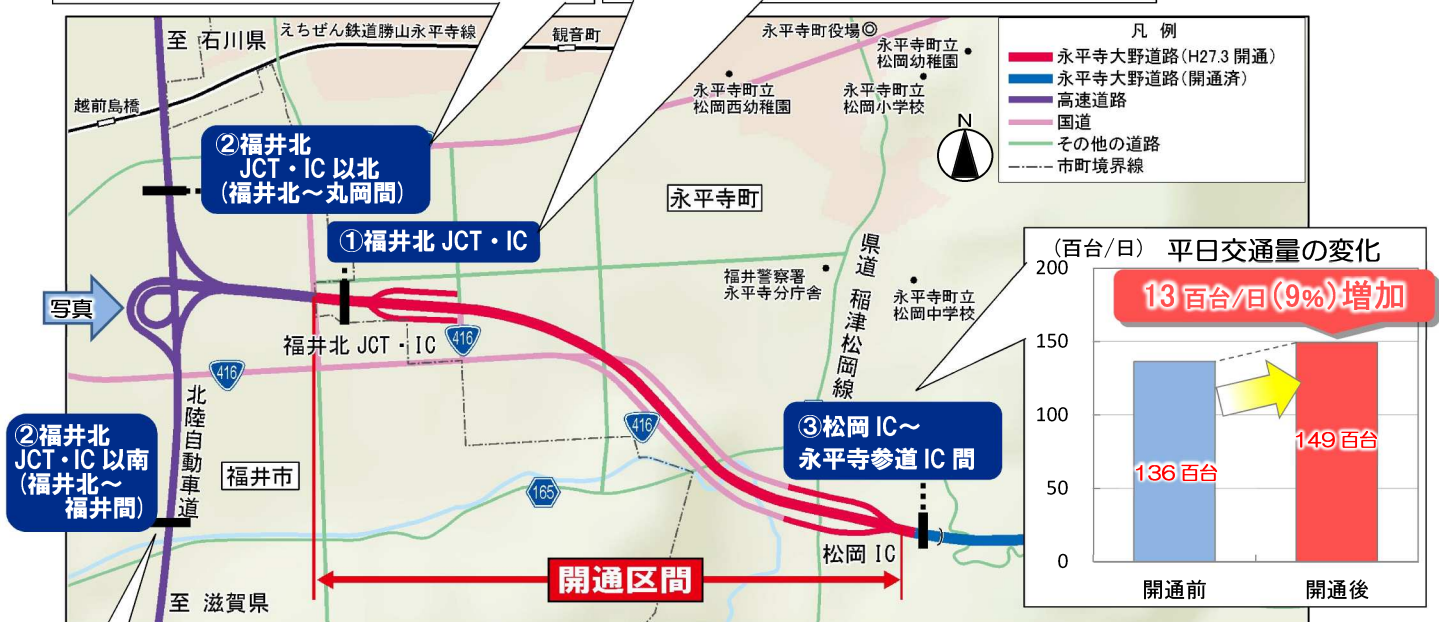 至 石川県
えちぜん鉄道勝山永平寺線
観音町
越前島橋
永平寺町役場◎
永平寺町立
松岡幼稚園
永平寺町立
松岡西幼稚園
永平寺町立
松岡小学校
凡 例
永平寺大野道路(H27.3 開通)
永平寺大野道路(開通済)
高速道路
国道
その他の道路
市町境界線
N
②福井北
JCT・IC 以北
(福井北～丸岡間)
永平寺町
①福井北 JCT・IC
県道 稲津松岡線
福井警察署
永平寺分庁舎
永平寺町立
松岡中学校
写真
福井北 JCT・IC
416
416
416
北陸自動車道
②福井北
JCT・IC 以南
(福井北～
福井間)
福井市
165
③松岡 IC～
永平寺参道 IC 間
松岡 IC
開通区間
至 滋賀県
(百台/日) 平日交通量の変化
13 百台/日(9%)増加
200
150
100
50
0
136 百台
149 百台
開通前
開通後